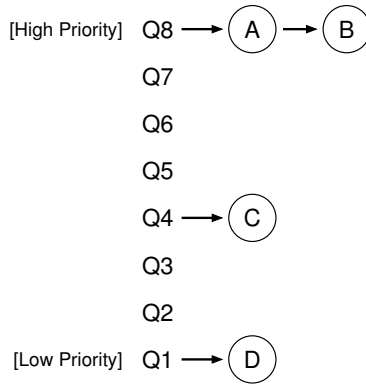 [High Priority] Q8 A B
Q7
Q6
Q5
Q4 C
Q3
Q2
[Low Priority] Q1 D